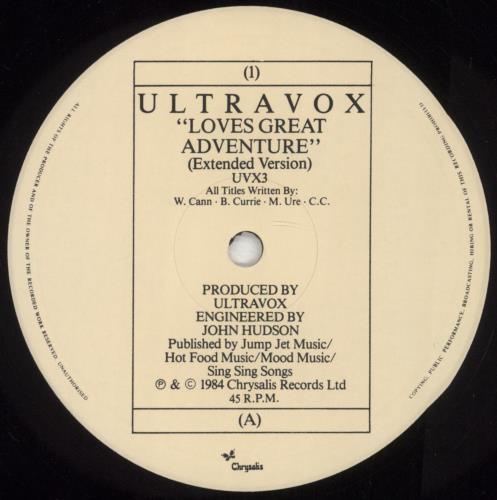 (1)
ULTRAVOX
“LOVES GREAT
ADVENTURE”
(Extended Version)
UVX3
All Titles Written By:
W. Cann · B. Currie · M. Ure · C.C.
PRODUCED BY
ULTRAVOX
ENGINEERED BY
JOHN HUDSON
Published by Jump Jet Music/
Hot Food Music/Mood Music/
Sing Sing Songs
℗ & © 1984 Chrysalis Records Ltd
45 R.P.M.
(A)
Chrysalis
ALL RIGHTS OF THE PRODUCER AND OF THE OWNER OF THE RECORDED WORK RESERVED. UNAUTHORISED
COPYING, PUBLIC PERFORMANCE, BROADCASTING, HIRING OR RENTAL OF THIS RECORDING PROHIBITED